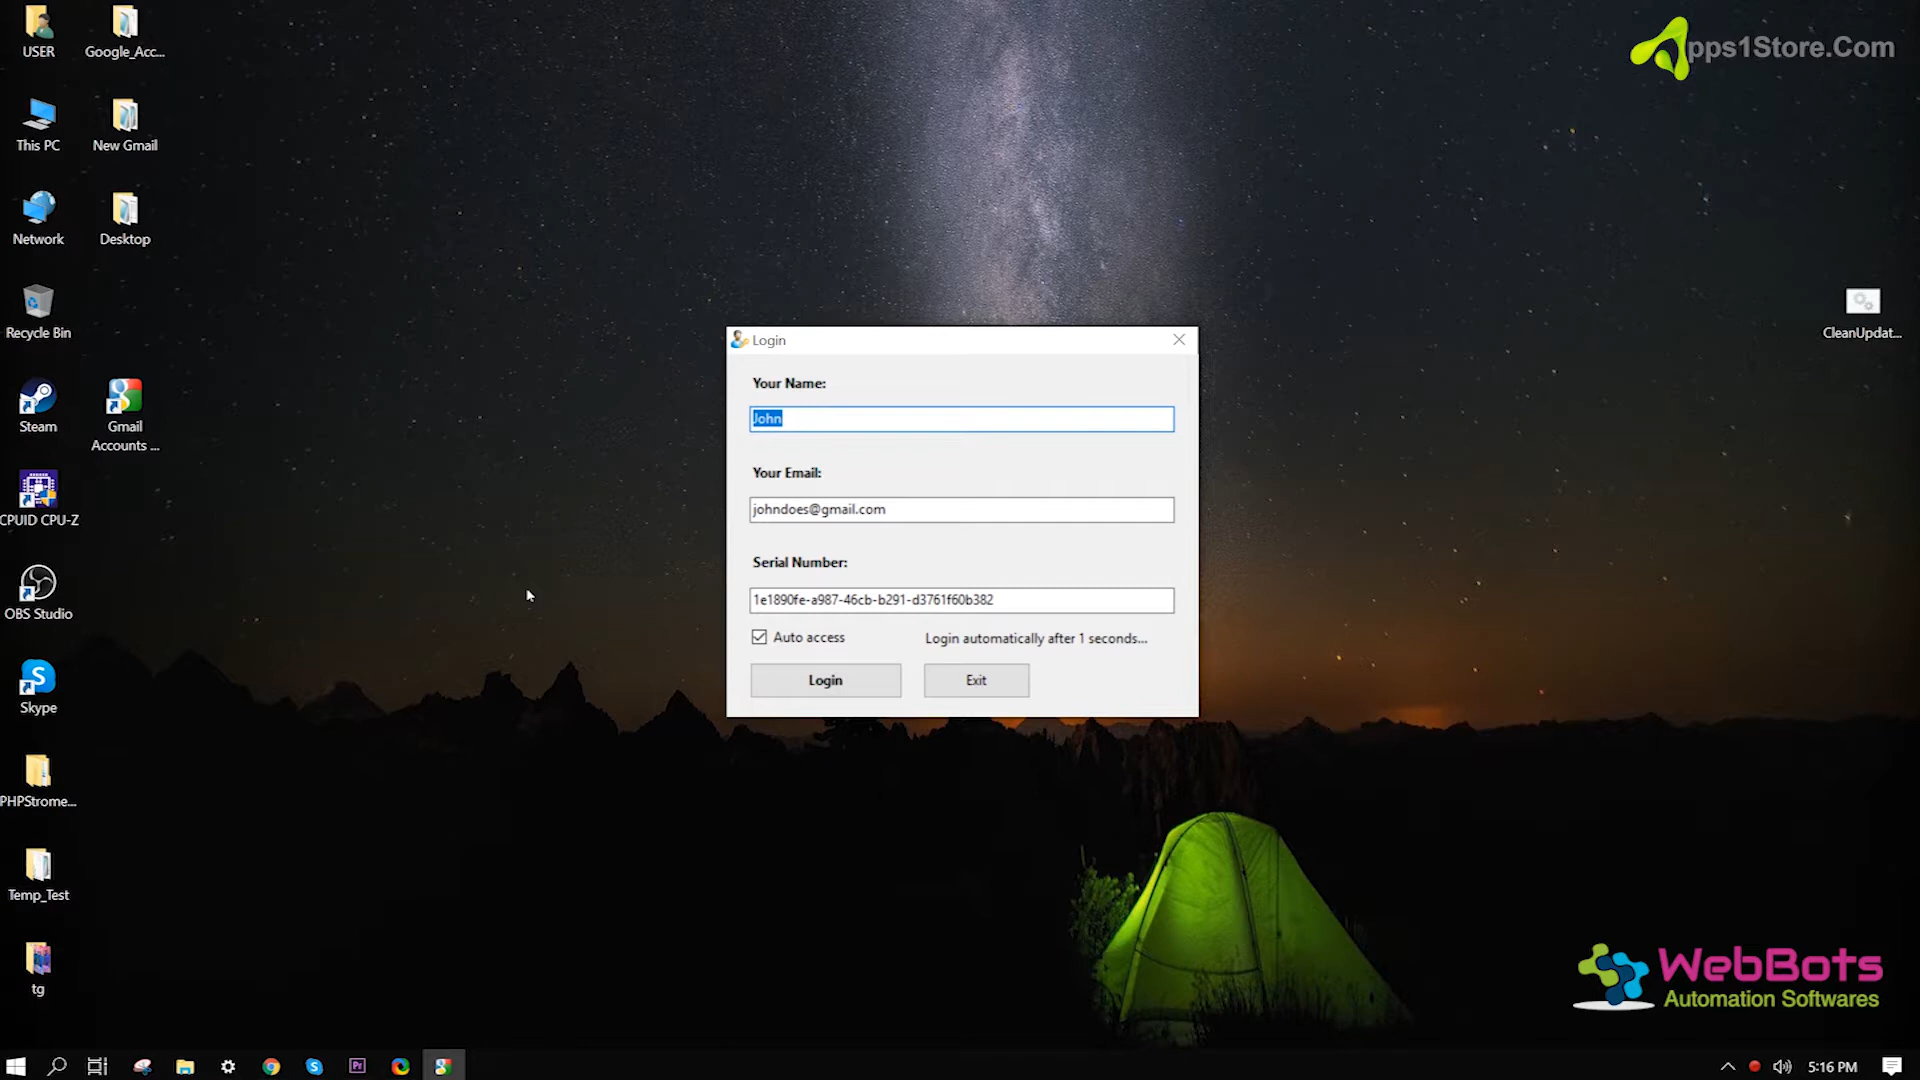 USER
Google_Acc...
pps1Store.Com
This PC
New Gmail
Network
Desktop
Recycle Bin
CleanUpdat...
Login
Your Name:
John
Your Email:
johndoes@gmail.com
Serial Number:
1e1890fe-a987-46cb-b291-d3761f60b382
Auto access
Login automatically after 1 seconds...
Login
Exit
Steam
Gmail
Accounts ...
CPUID CPU-Z
OBS Studio
Skype
PHPStrome...
Temp_Test
tg
WebBots
Automation Softwares
Pr
5:16 PM